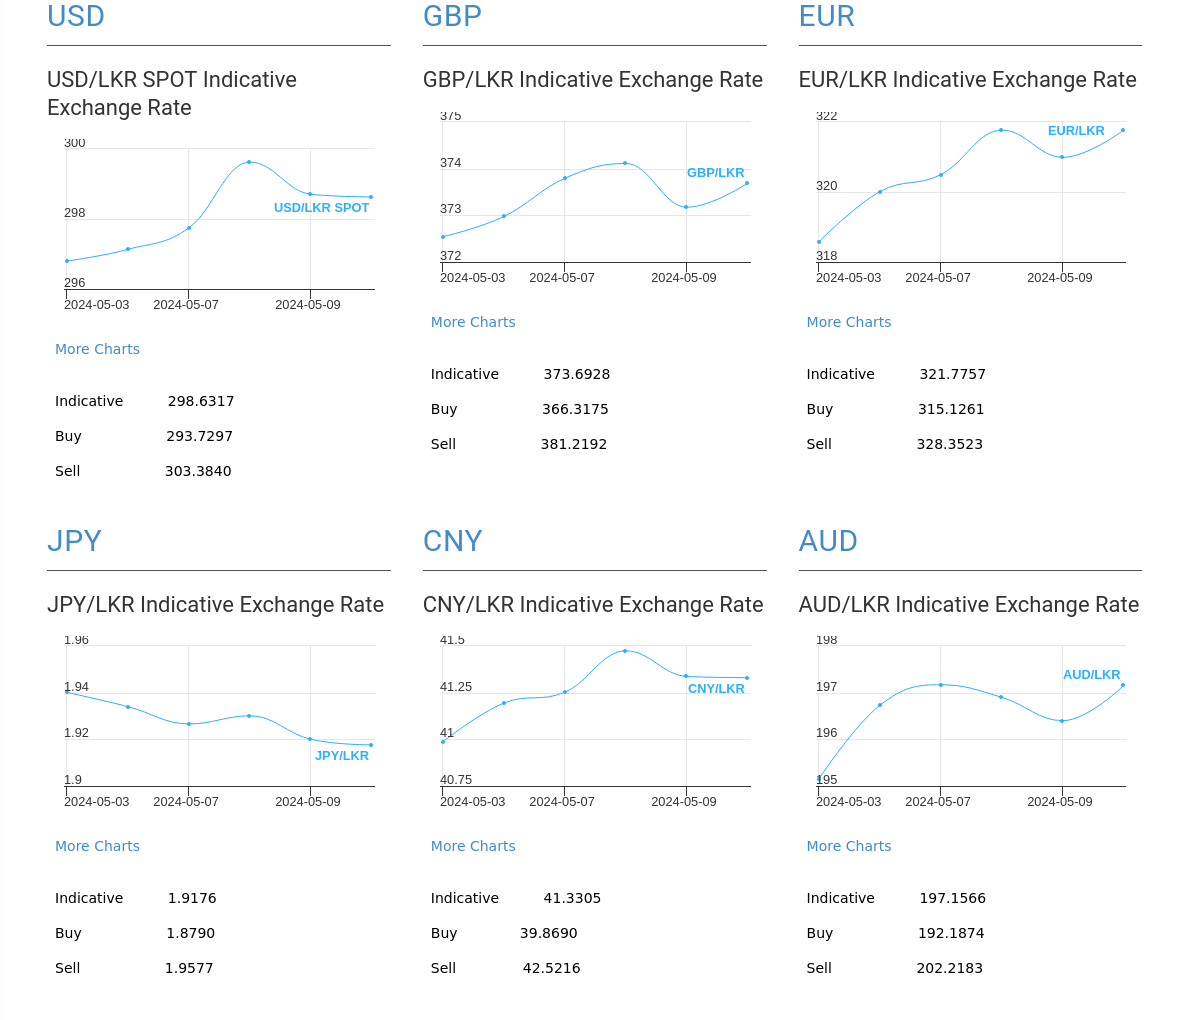 USD
USD/LKR SPOT Indicative
Exchange Rate
300
298
296
USD/LKR SPOT
2024-05-03 2024-05-07 2024-05-09
More Charts
Indicative 298.6317
Buy 293.7297
Sell 303.3840
GBP
GBP/LKR Indicative Exchange Rate
375
374
373
372
GBP/LKR
2024-05-03 2024-05-07 2024-05-09
More Charts
Indicative 373.6928
Buy 366.3175
Sell 381.2192
EUR
EUR/LKR Indicative Exchange Rate
322
320
318
EUR/LKR
2024-05-03 2024-05-07 2024-05-09
More Charts
Indicative 321.7757
Buy 315.1261
Sell 328.3523
JPY
JPY/LKR Indicative Exchange Rate
1.96
1.94
1.92
1.9
JPY/LKR
2024-05-03 2024-05-07 2024-05-09
More Charts
Indicative 1.9176
Buy 1.8790
Sell 1.9577
CNY
CNY/LKR Indicative Exchange Rate
41.5
41.25
41
40.75
CNY/LKR
2024-05-03 2024-05-07 2024-05-09
More Charts
Indicative 41.3305
Buy 39.8690
Sell 42.5216
AUD
AUD/LKR Indicative Exchange Rate
198
197
196
195
AUD/LKR
2024-05-03 2024-05-07 2024-05-09
More Charts
Indicative 197.1566
Buy 192.1874
Sell 202.2183